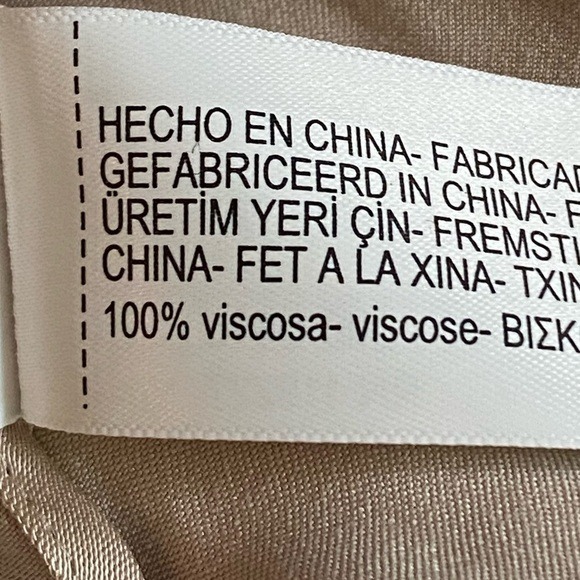 HECHO EN CHINA- FABRICAD
GEFABRICEERD IN CHINA- F
ÜRETİM YERİ ÇİN- FREMSTI
CHINA- FET A LA XINA- TXIN
100% viscosa- viscose- ΒΙΣΚ